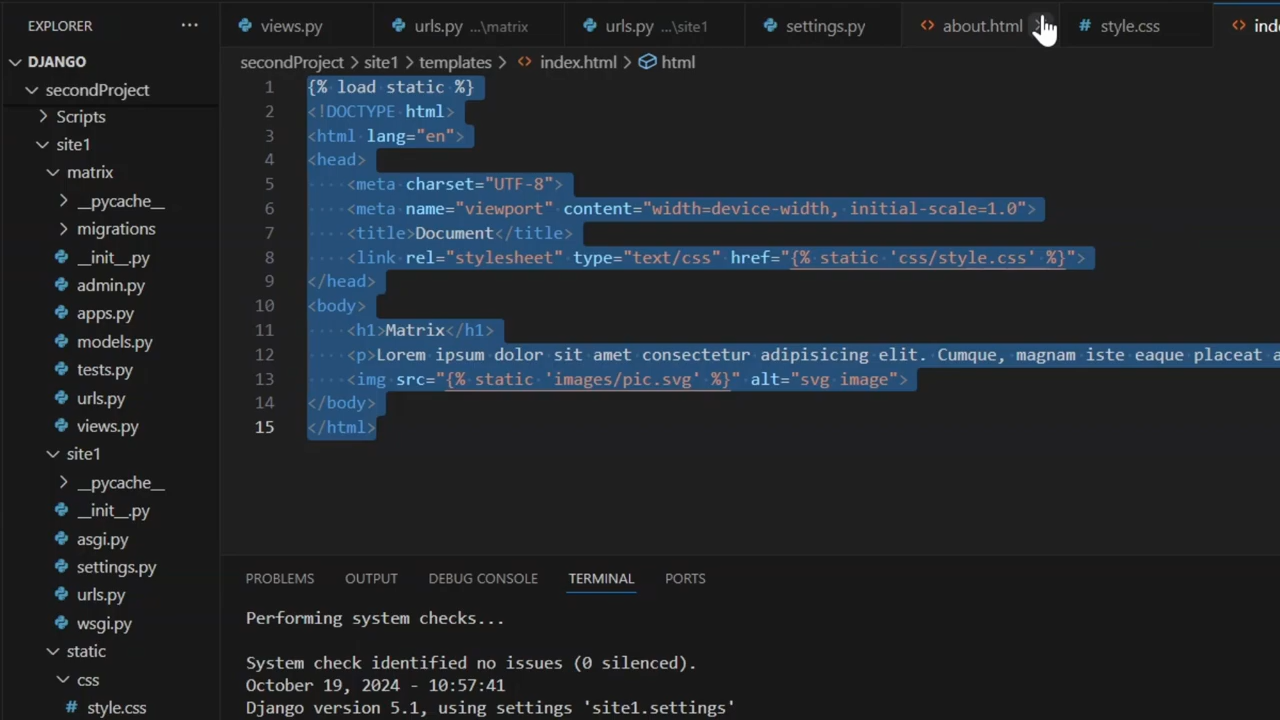 EXPLORER ...
DJANGO
secondProject
Scripts
site1
matrix
__pycache__
migrations
__init__.py
admin.py
apps.py
models.py
tests.py
urls.py
views.py
site1
__pycache__
__init__.py
asgi.py
settings.py
urls.py
wsgi.py
static
css
# style.css
views.py urls.py ...\matrix urls.py ...\site1 settings.py <> about.html # style.css <>
secondProject > site1 > templates > <> index.html > html
1 {% load static %}
2 <!DOCTYPE html>
3 <html lang="en">
4 <head>
5 <meta charset="UTF-8">
6 <meta name="viewport" content="width=device-width, initial-scale=1.0">
7 <title>Document</title>
8 <link rel="stylesheet" type="text/css" href="{% static 'css/style.css' %}">
9 </head>
10 <body>
11 <h1>Matrix</h1>
12 <p>Lorem ipsum dolor sit amet consectetur adipisicing elit. Cumque, magnam iste eaque placeat
13 <img src="{% static 'images/pic.svg' %}" alt="svg image">
14 </body>
15 </html>
PROBLEMS OUTPUT DEBUG CONSOLE TERMINAL PORTS
Performing system checks...
System check identified no issues (0 silenced).
October 19, 2024 - 10:57:41
Django version 5.1, using settings 'site1.settings'